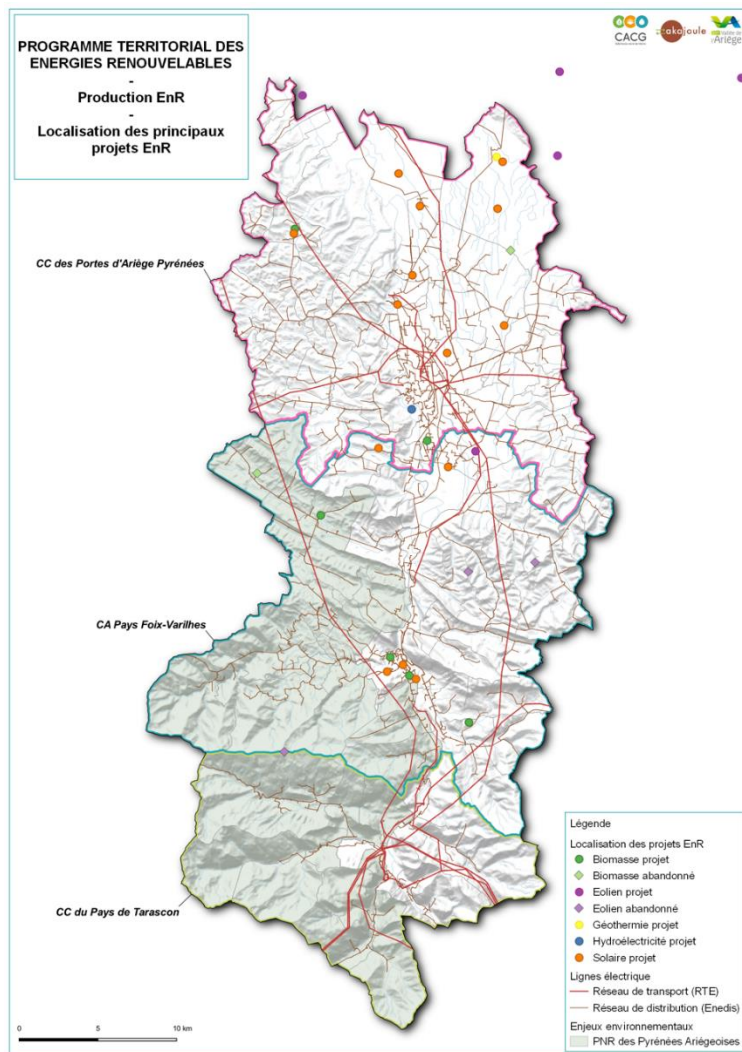 PROGRAMME TERRITORIAL DES
ENERGIES RENOUVELABLES
-
Production EnR
-
Localisation des principaux
projets EnR
CACG
Ariège
CC des Portes d'Ariège Pyrénées
CA Pays Foix-Varilhes
CC du Pays de Tarascon
Légende
Localisation des projets EnR
Biomasse projet
Biomasse abandonné
Eolien projet
Eolien abandonné
Géothermie projet
Hydroélectricité projet
Solaire projet
Lignes électrique
Réseau de transport (RTE)
Réseau de distribution (Enedis)
Enjeux environnementaux
PNR des Pyrénées Ariégeoises
0 5 10 km